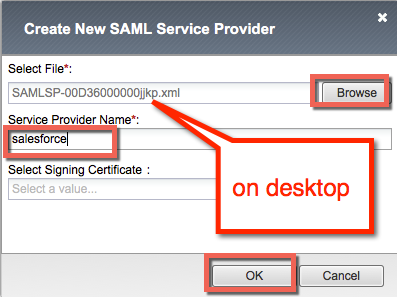 Create New SAML Service Provider
Select File*:
SAMLSP-00D36000000jjkp.xml
Browse
Service Provider Name*:
salesforce
Select Signing Certificate :
Select a value...
on desktop
OK
Cancel